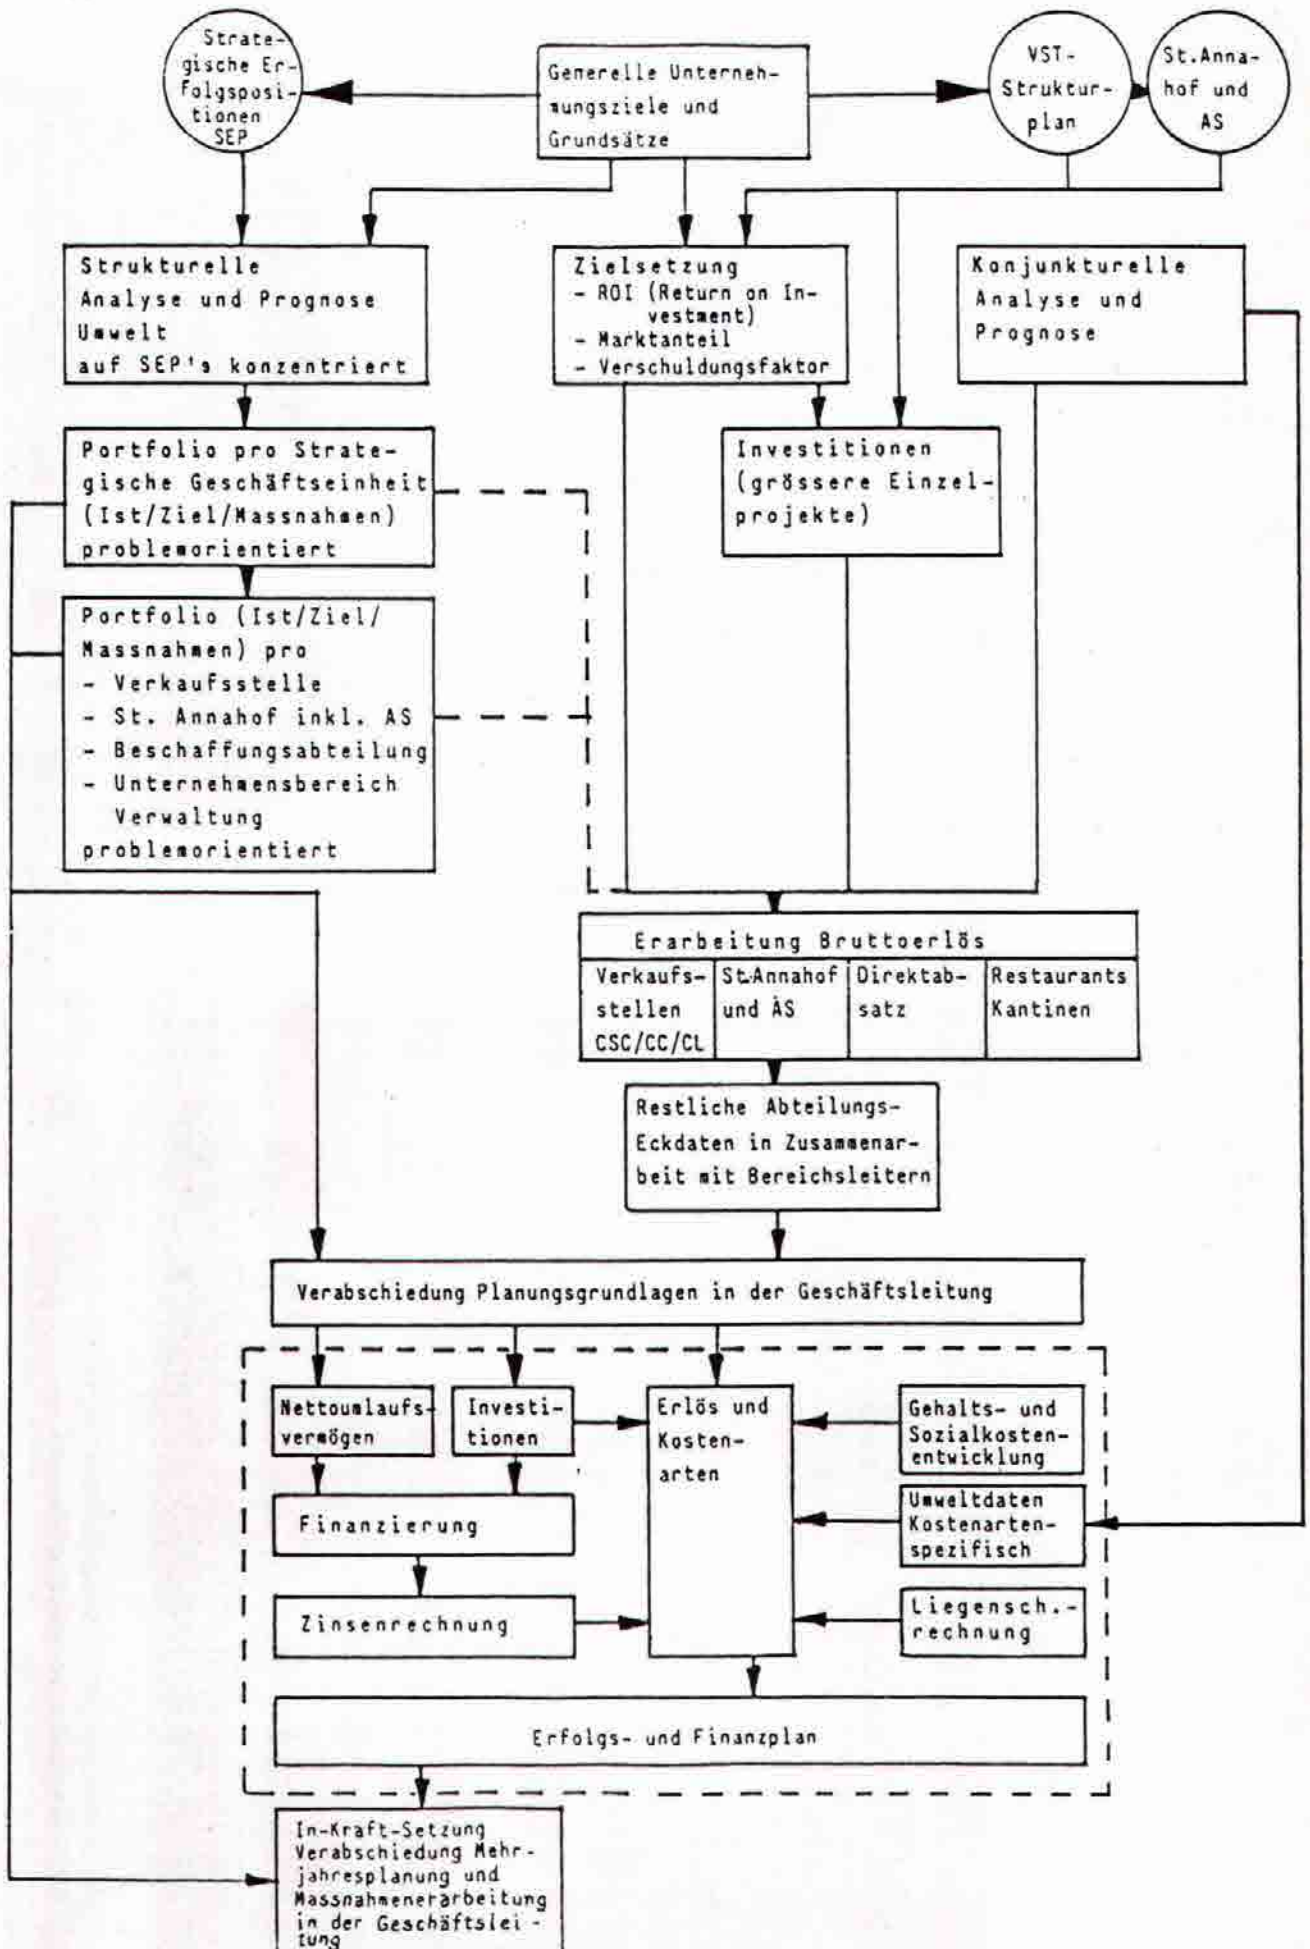 Strate-
gische Er-
folgsposi-
tionen
SEP
Generelle Unterneh-
mungsziele und
Grundsätze
VST-
Struktur-
plan
St.Anna-
hof und
AS
Strukturelle
Analyse und Prognose
Umwelt
auf SEP's konzentriert
Zielsetzung
- ROI (Return on In-
vestment)
- Marktanteil
- Verschuldungsfaktor
Konjunkturelle
Analyse und
Prognose
Portfolio pro Strate-
gische Geschäftseinheit
(Ist/Ziel/Massnahmen)
problemorientiert
Investitionen
(grössere Einzel-
projekte)
Portfolio (Ist/Ziel/
Massnahmen) pro
- Verkaufsstelle
- St. Annahof inkl. AS
- Beschaffungsabteilung
- Unternehmensbereich
Verwaltung
problemorientiert
Erarbeitung Bruttoerlös
Verkaufs-
stellen
CSC/CC/CL
St.Annahof
und AS
Direktab-
satz
Restaurants
Kantinen
Restliche Abteilungs-
Eckdaten in Zusammenar-
beit mit Bereichsleitern
Verabschiedung Planungsgrundlagen in der Geschäftsleitung
Nettoumlaufs-
vermögen
Investi-
tionen
Erlös und
Kosten-
arten
Gehalts- und
Sozialkosten-
entwicklung
Finanzierung
Umweltdaten
Kostenarten-
spezifisch
Zinsenrechnung
Liegensch.-
rechnung
Erfolgs- und Finanzplan
In-Kraft-Setzung
Verabschiedung Mehr-
jahresplanung und
Massnahmenerarbeitung
in der Geschäftslei-
tung